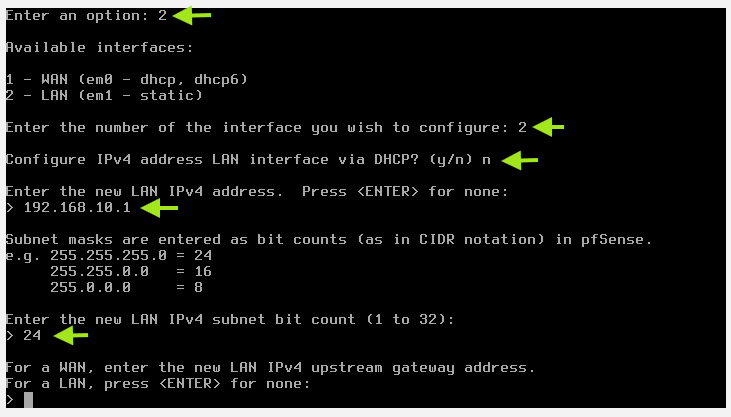 Enter an option: 2
Available interfaces:
1 - WAN (em0 - dhcp, dhcp6)
2 - LAN (em1 - static)
Enter the number of the interface you wish to configure: 2
Configure IPv4 address LAN interface via DHCP? (y/n) n
Enter the new LAN IPv4 address.  Press <ENTER> for none:
> 192.168.10.1
Subnet masks are entered as bit counts (as in CIDR notation) in pfSense.
e.g. 255.255.255.0 = 24
     255.255.0.0   = 16
     255.0.0.0     = 8
Enter the new LAN IPv4 subnet bit count (1 to 32):
> 24
For a WAN, enter the new LAN IPv4 upstream gateway address.
For a LAN, press <ENTER> for none:
>